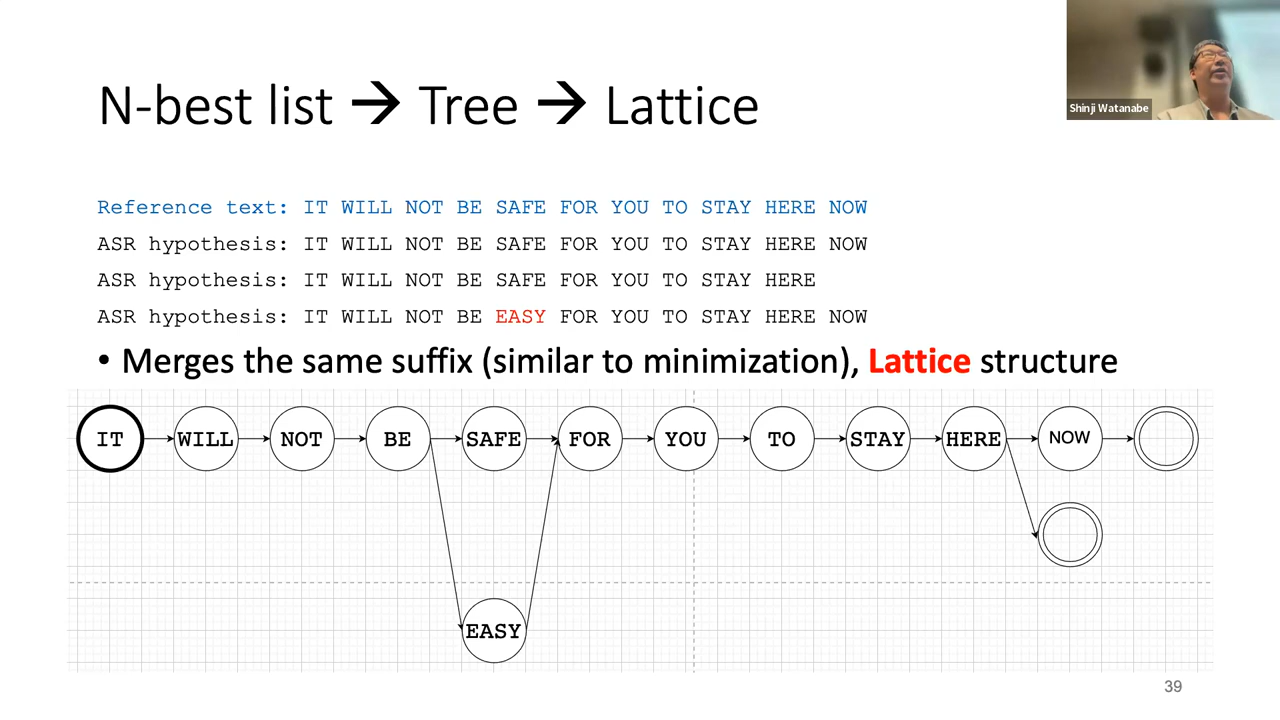 Shinji Watanabe
N-best list → Tree → Lattice
Reference text: IT WILL NOT BE SAFE FOR YOU TO STAY HERE NOW
ASR hypothesis: IT WILL NOT BE SAFE FOR YOU TO STAY HERE NOW
ASR hypothesis: IT WILL NOT BE SAFE FOR YOU TO STAY HERE
ASR hypothesis: IT WILL NOT BE EASY FOR YOU TO STAY HERE NOW
• Merges the same suffix (similar to minimization), Lattice structure
IT WILL NOT BE SAFE FOR YOU TO STAY HERE NOW
EASY
39